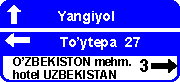 Yangiyol
To'ytepa 27
O'ZBEKISTON mehm. 3
hotel UZBEKISTAN